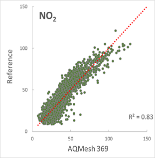 NO₂
150
100
50
0
Reference
0
50
100
150
AQMesh 369
R² = 0.83